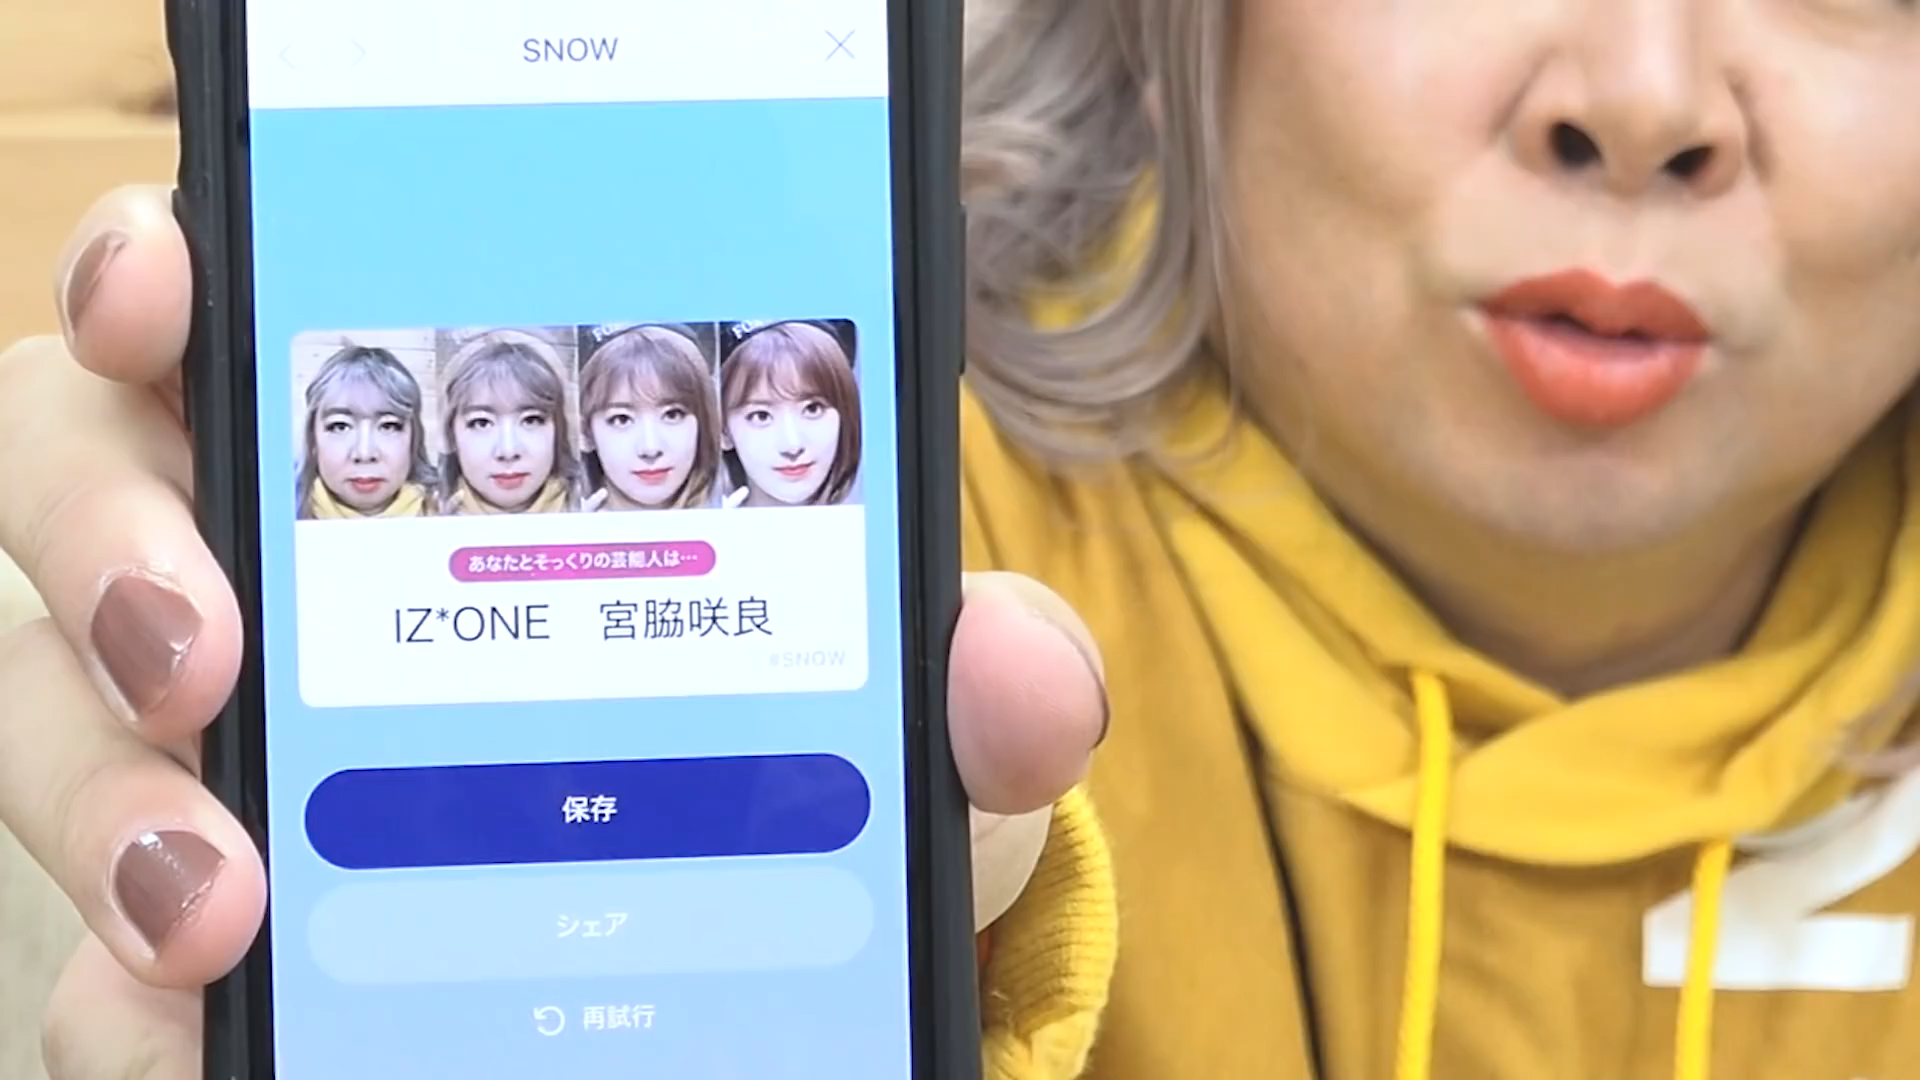 SNOW
あなたとそっくりの芸能人は…
IZ*ONE 宮脇咲良
#SNOW
保存
シェア
再試行